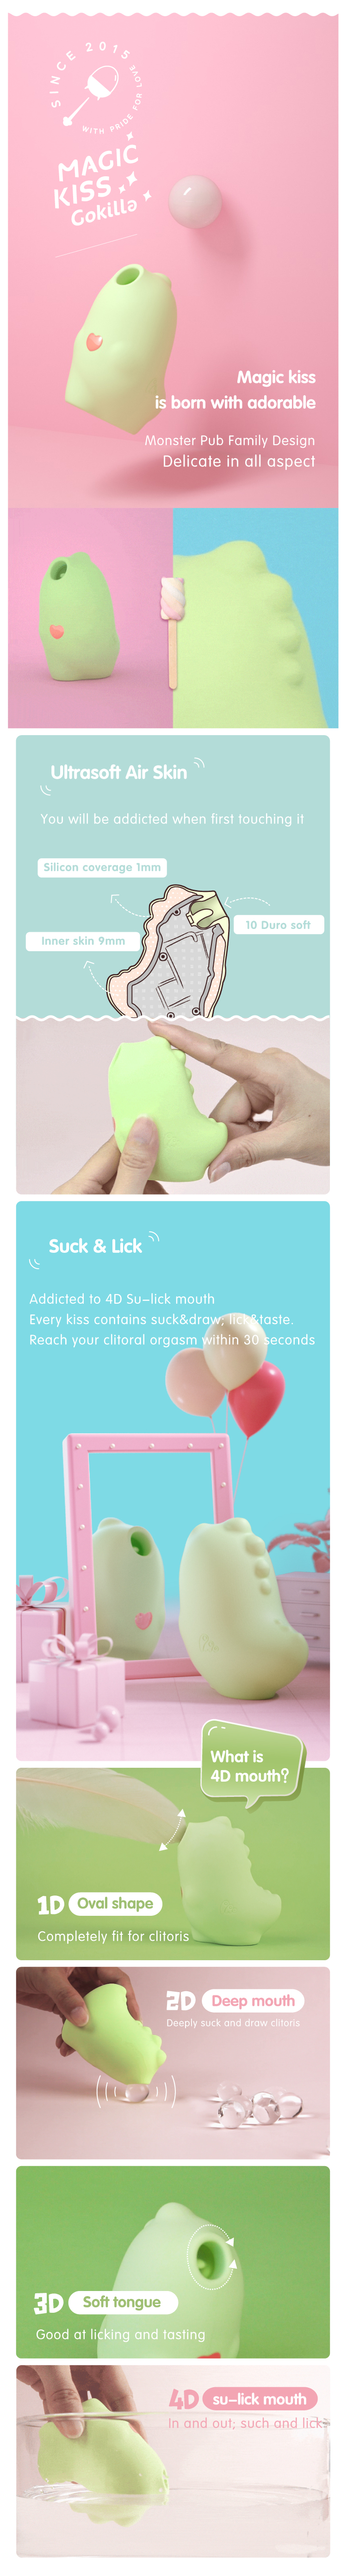 SINCE 2015
WITH PRIDE FOR LOVE
MAGIC
KISS
Gokilla
Magic kiss
is born with adorable
Monster Pub Family Design
Delicate in all aspect
Ultrasoft Air Skin
You will be addicted when first touching it
Silicon coverage 1mm
10 Duro soft
Inner skin 9mm
Suck & Lick
Addicted to 4D Su-lick mouth
Every kiss contains suck&draw; lick&taste.
Reach your clitoral orgasm within 30 seconds
What is
4D mouth?
1D Oval shape
Completely fit for clitoris
2D Deep mouth
Deeply suck and draw clitoris
3D Soft tongue
Good at licking and tasting
4D su-lick mouth
In and out; such and lick